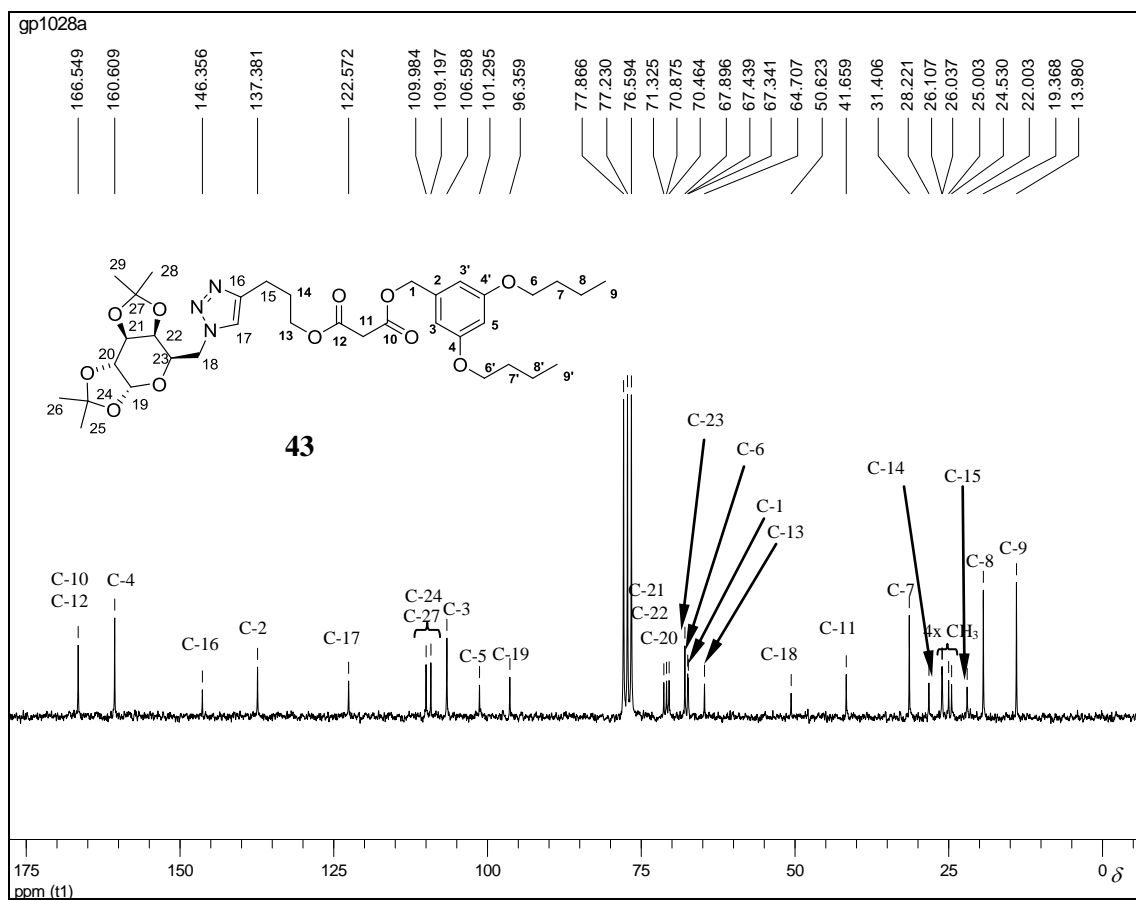 gp1028a
166.549
160.609
146.356
137.381
122.572
109.984
109.197
106.598
101.295
96.359
77.866
77.230
76.594
71.325
70.875
70.464
67.896
67.439
67.341
64.707
50.623
41.659
31.406
28.221
26.107
26.037
25.003
24.530
22.003
19.368
13.980
29
28
27
O
O
21
22
20
23
O
O
O
24
19
26
25
18
N
N
N
16
17
15
14
13
O
O
12
11
O
10
O
1
2
3'
4'
3
4
5
O
6
7
8
9
O
6'
7'
8'
9'
43
C-23
C-6
C-1
C-13
C-14
C-15
C-10
C-12
C-4
C-16
C-2
C-17
C-24
C-27
C-3
C-5
C-19
C-21
C-22
C-20
C-18
C-11
C-7
4x CH3
C-8
C-9
175
150
125
100
75
50
25
0
δ
ppm (t1)